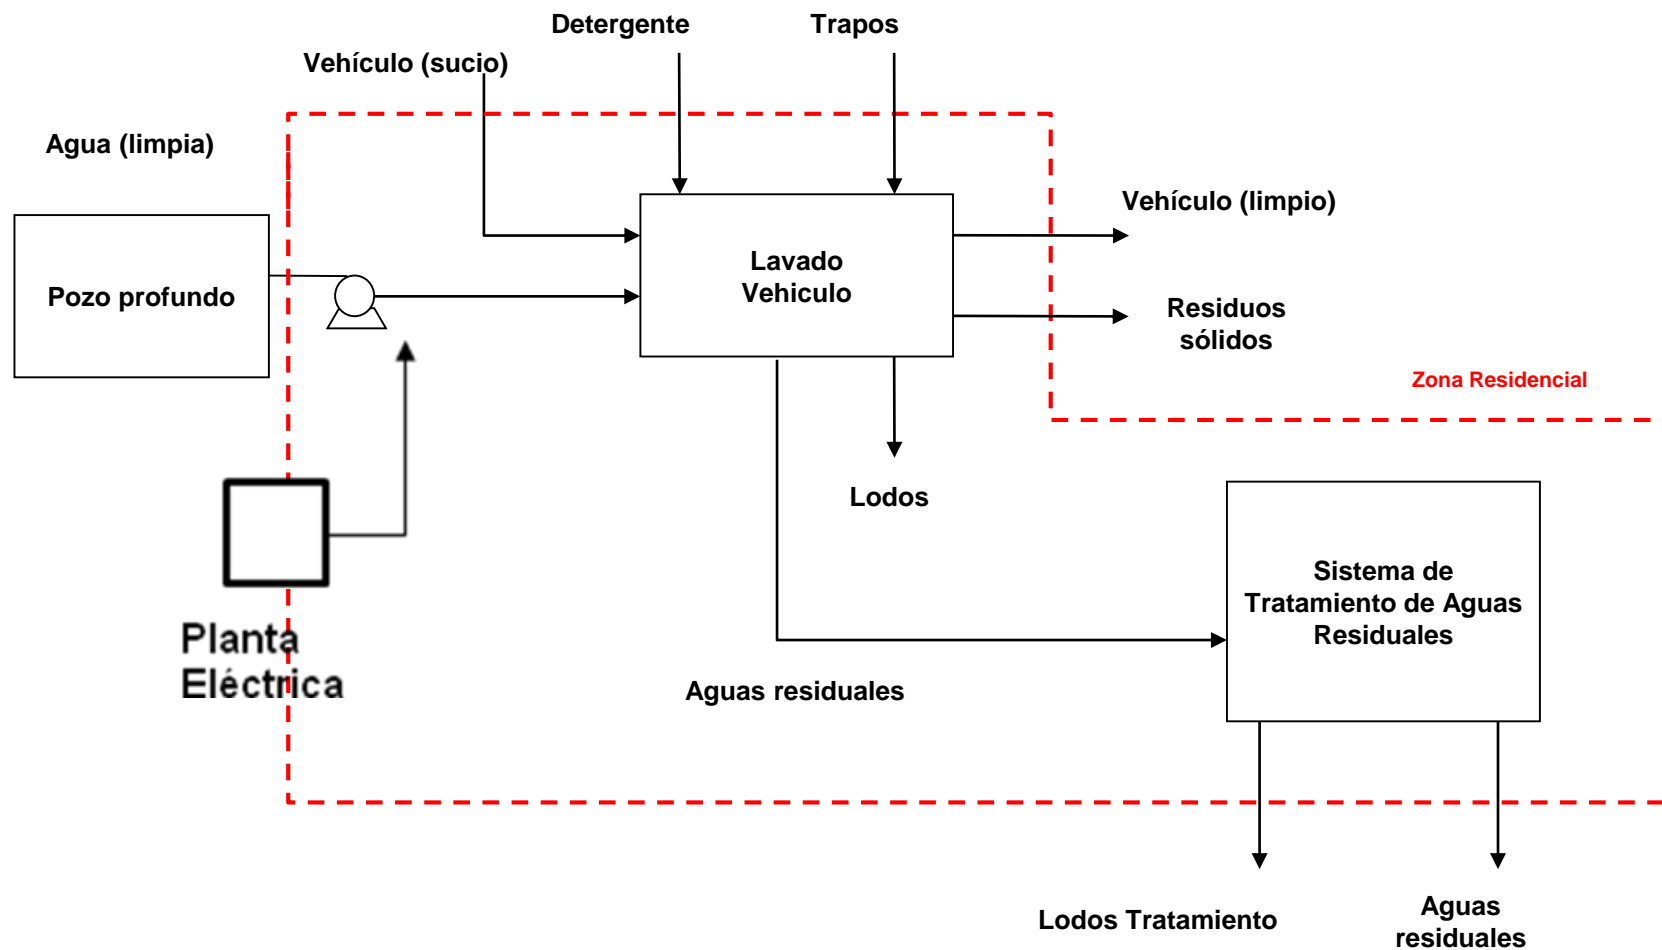 Detergente
Trapos
Vehículo (sucio)
Agua (limpia)
Vehículo (limpio)
Pozo profundo
Lavado
Vehiculo
Residuos
sólidos
Zona Residencial
Lodos
Sistema de
Tratamiento de Aguas
Residuales
Planta
Eléctrica
Aguas residuales
Lodos Tratamiento
Aguas
residuales